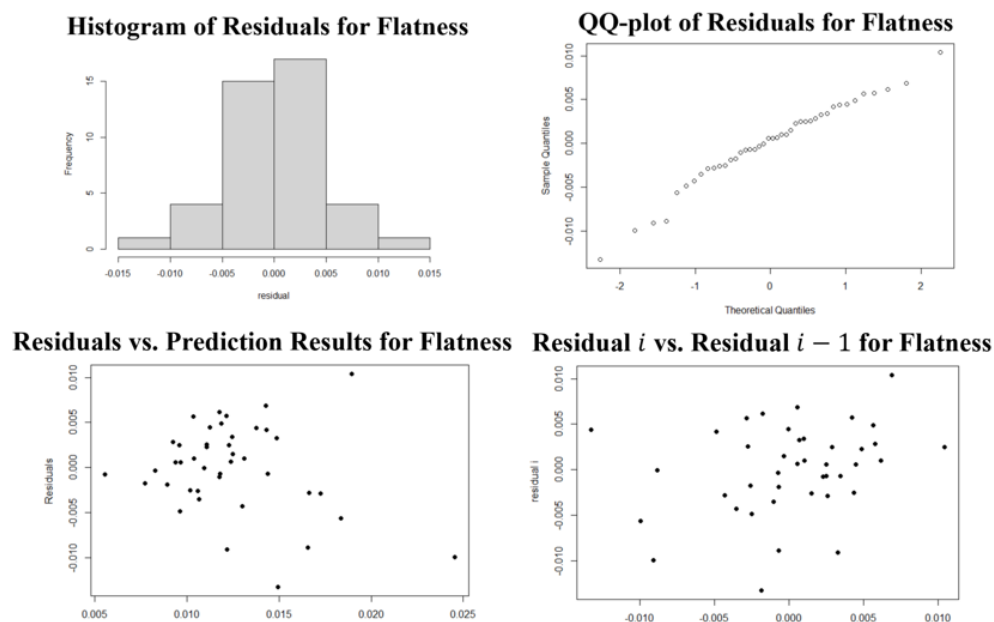 Histogram of Residuals for Flatness
Frequency
15
10
5
0
-0.015 -0.010 -0.005 0.000 0.005 0.010 0.015
residual
QQ-plot of Residuals for Flatness
Sample Quantiles
0.010
0.005
0.000
-0.005
-0.010
-2 -1 0 1 2
Theoretical Quantiles
Residuals vs. Prediction Results for Flatness
Residuals
0.010
0.005
0.000
-0.005
-0.010
0.005 0.010 0.015 0.020 0.025
Residual i vs. Residual i − 1 for Flatness
residual i
0.010
0.005
0.000
-0.005
-0.010
-0.010 -0.005 0.000 0.005 0.010